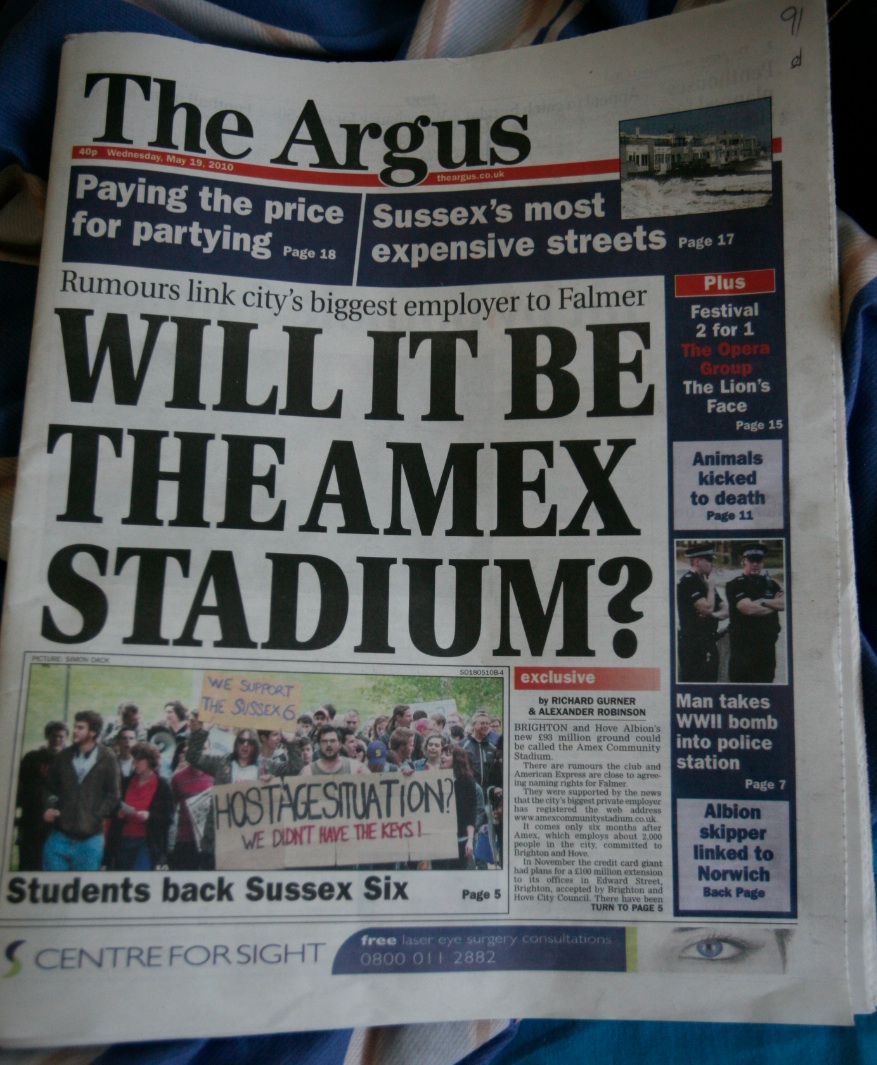 91
The Argus
40p Wednesday, May 19, 2010
theargus.co.uk
Paying the price
for partying Page 18
Sussex's most
expensive streets Page 17
Rumours link city's biggest employer to Falmer
WILL IT BE
THE AMEX
STADIUM?
PICTURE: SIMON DACK
SD190510B-4
WE SUPPORT
THE SUSSEX 6
HOSTAGE SITUATION?
WE DIDN'T HAVE THE KEYS!...
Students back Sussex Six Page 5
exclusive
by RICHARD GURNER
& ALEXANDER ROBINSON
BRIGHTON and Hove Albion's
new £93 million ground could
be called the Amex Community
Stadium.
There are rumours the club and
American Express are close to agree-
ing naming rights for Falmer.
They were supported by the news
that the city's biggest private employer
has registered the web address
www.amexcommunitystadium.co.uk.
It comes only six months after
Amex, which employs about 2,000
people in the city, committed to
Brighton and Hove.
In November the credit card giant
had plans for a £100 million extension
to its offices in Edward Street,
Brighton, accepted by Brighton and
Hove City Council. There have been
TURN TO PAGE 5
Plus
Festival
2 for 1
The Opera
Group
The Lion's
Face
Page 15
Animals
kicked
to death
Page 11
Man takes
WWII bomb
into police
station
Page 7
Albion
skipper
linked to
Norwich
Back Page
CENTRE FOR SIGHT
free laser eye surgery consultations
0800 011 2882